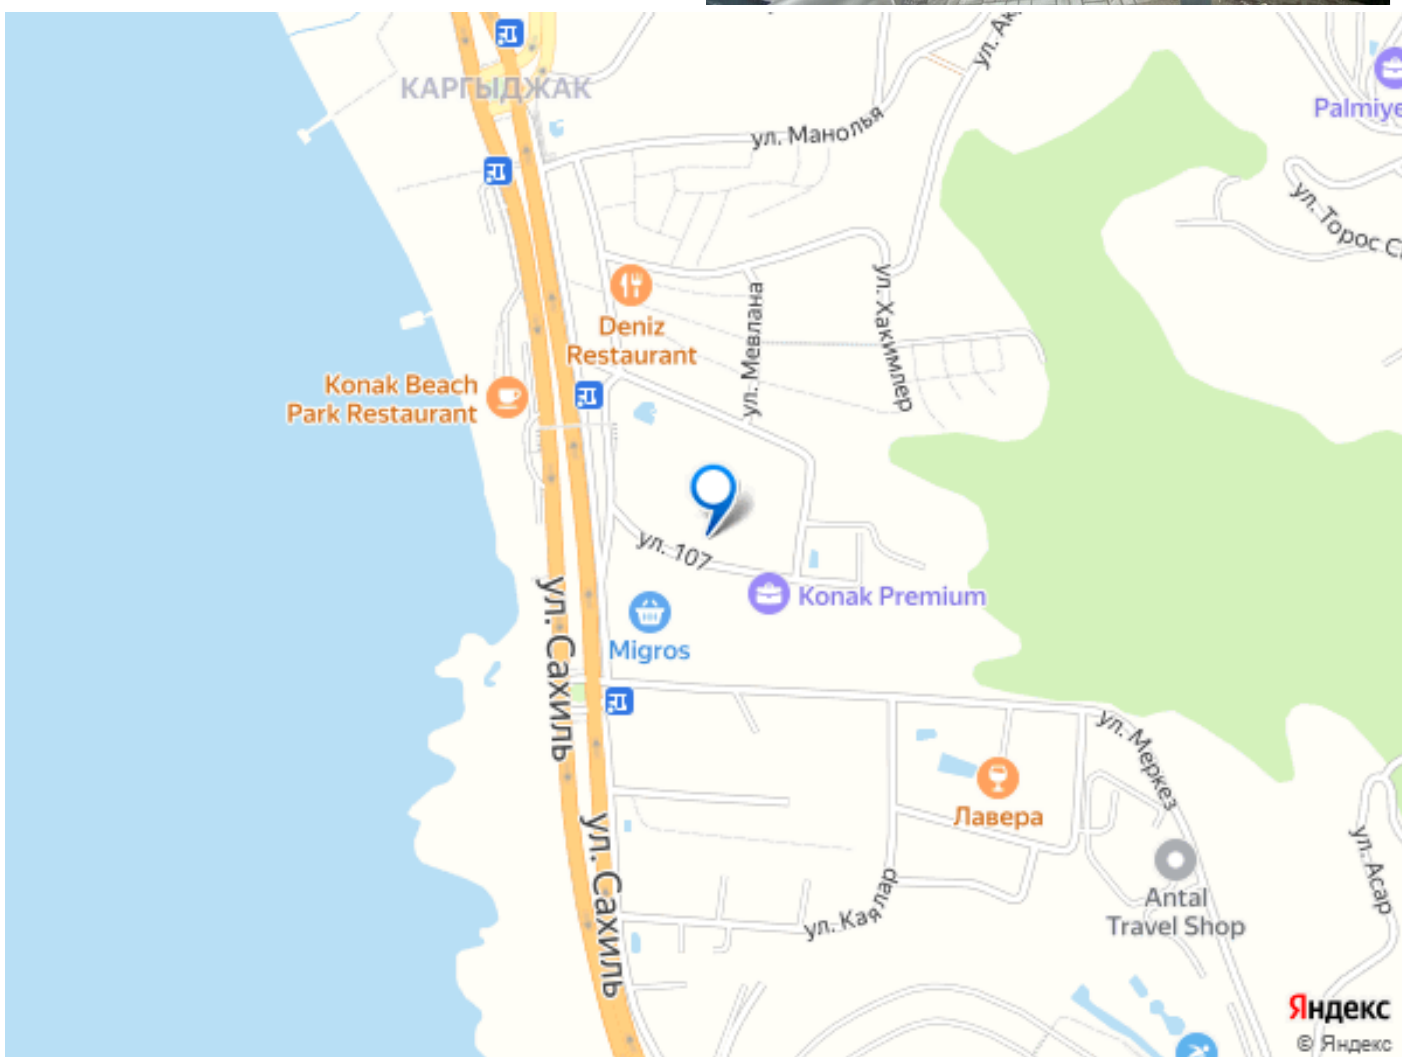 КАРГЫДЖАК
ул. Манолья
Palmiye
ул. Торос
Deniz
Restaurant
ул. Мевлана
ул. Хакимлер
Konak Beach
Park Restaurant
ул. 107
Konak Premium
Migros
ул. Сахиль
ул. Меркез
Лавера
ул. Сахиль
ул. Каялар
ул. Асар
Antal
Travel Shop
Яндекс
© Яндекс